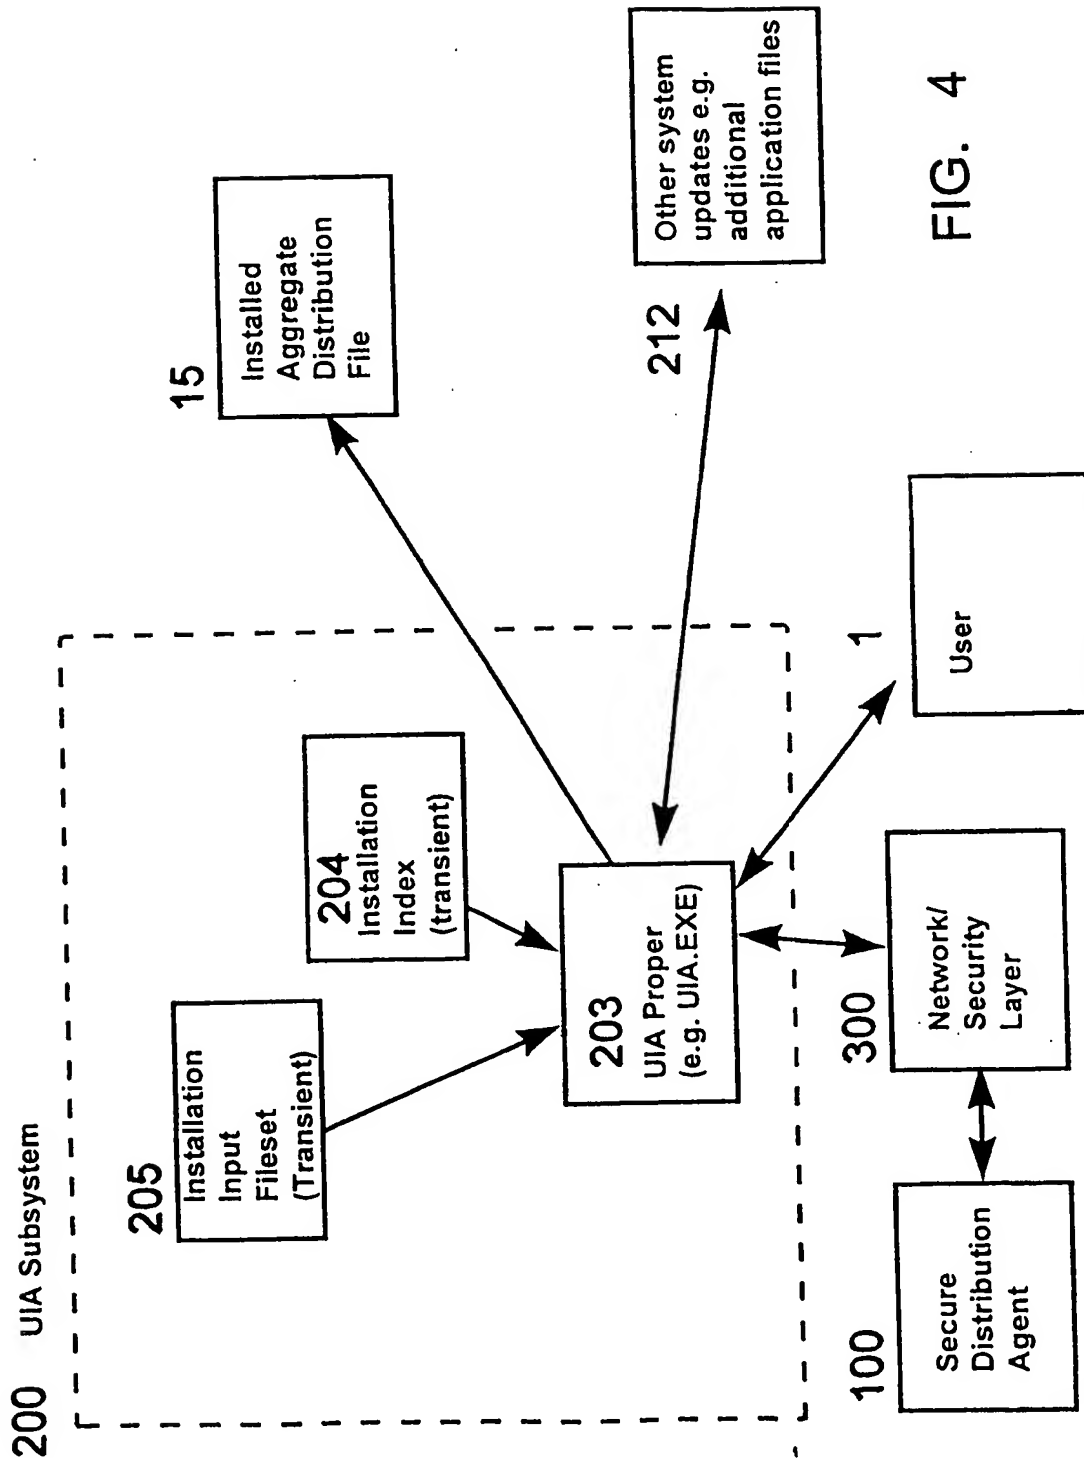 200 UIA Subsystem
205
Installation
Input
Fileset
(Transient)
204
Installation
Index
(transient)
203
UIA Proper
(e.g. UIA.EXE)
15
Installed
Aggregate
Distribution
File
212
Other system
updates e.g.
additional
application files
100
Secure
Distribution
Agent
300
Network/
Security
Layer
1
User
FIG. 4